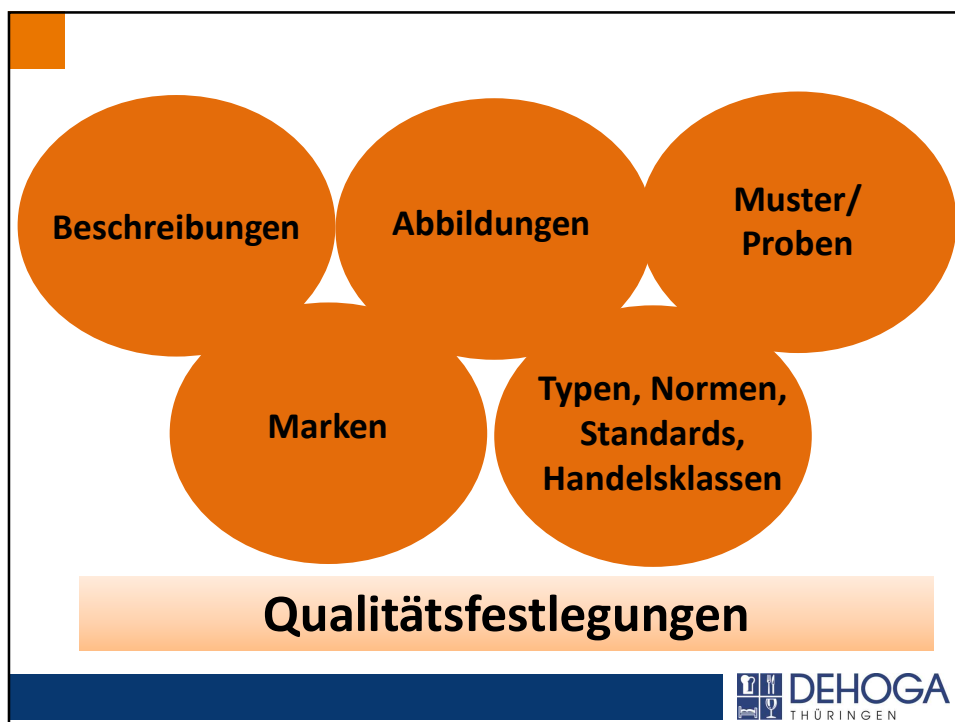 Beschreibungen
Abbildungen
Muster/
Proben
Marken
Typen, Normen,
Standards,
Handelsklassen
Qualitätsfestlegungen
DEHOGA
THÜRINGEN